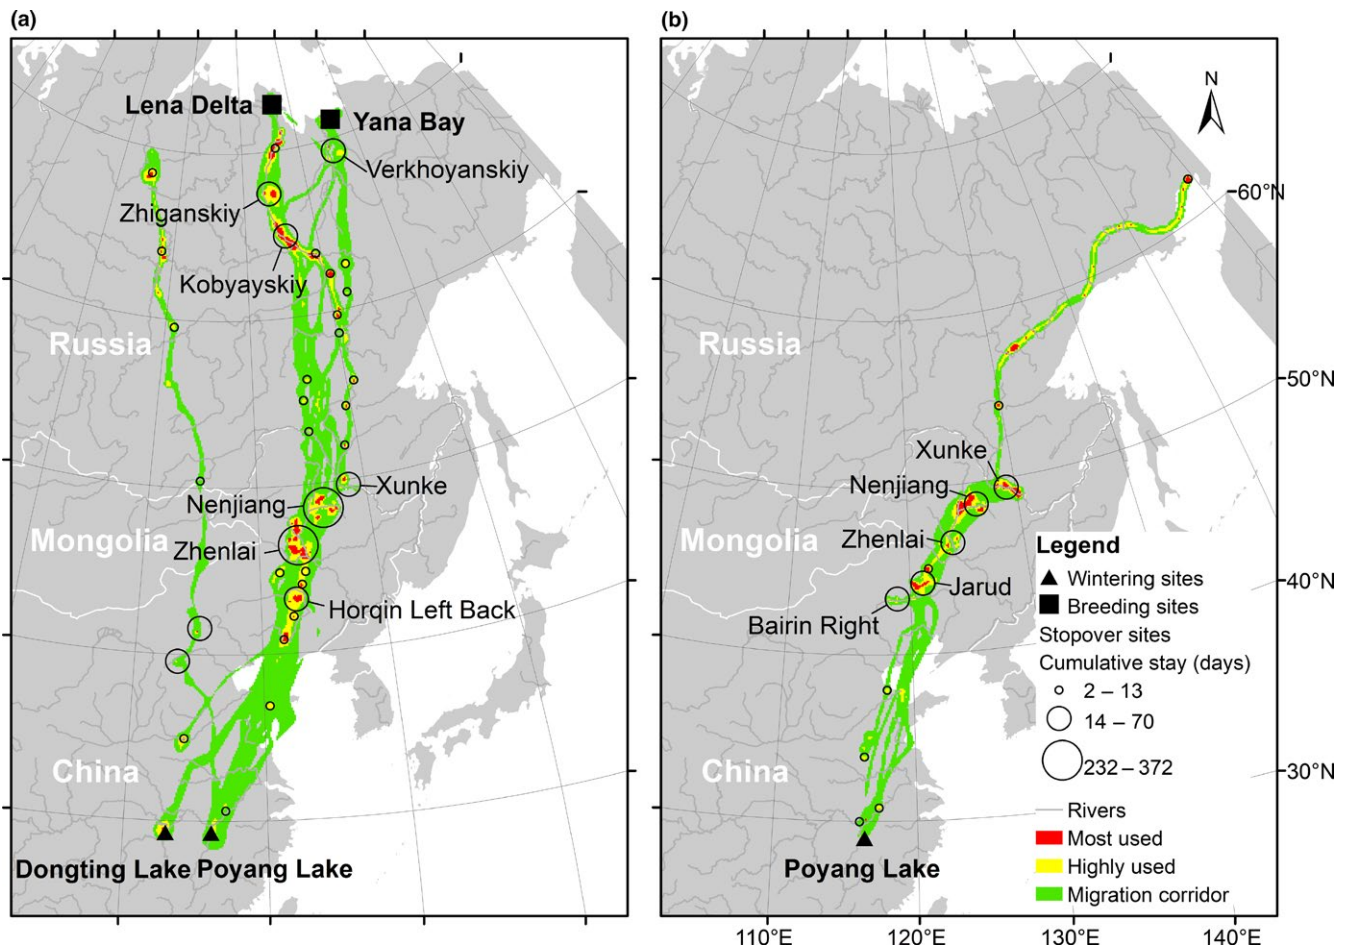 (a)
Lena Delta
Yana Bay
Verkhoyanskiy
Zhiganskiy
Kobyayskiy
Russia
Xunke
Nenjiang
Mongolia
Zhenlai
Horqin Left Back
China
Dongting Lake Poyang Lake
(b)
N
60°N
Russia
50°N
Xunke
Nenjiang
Mongolia
Zhenlai
Jarud
Bairin Right
40°N
China
30°N
Poyang Lake
Legend
Wintering sites
Breeding sites
Stopover sites
Cumulative stay (days)
2 – 13
14 – 70
232 – 372
Rivers
Most used
Highly used
Migration corridor
110°E
120°E
130°E
140°E